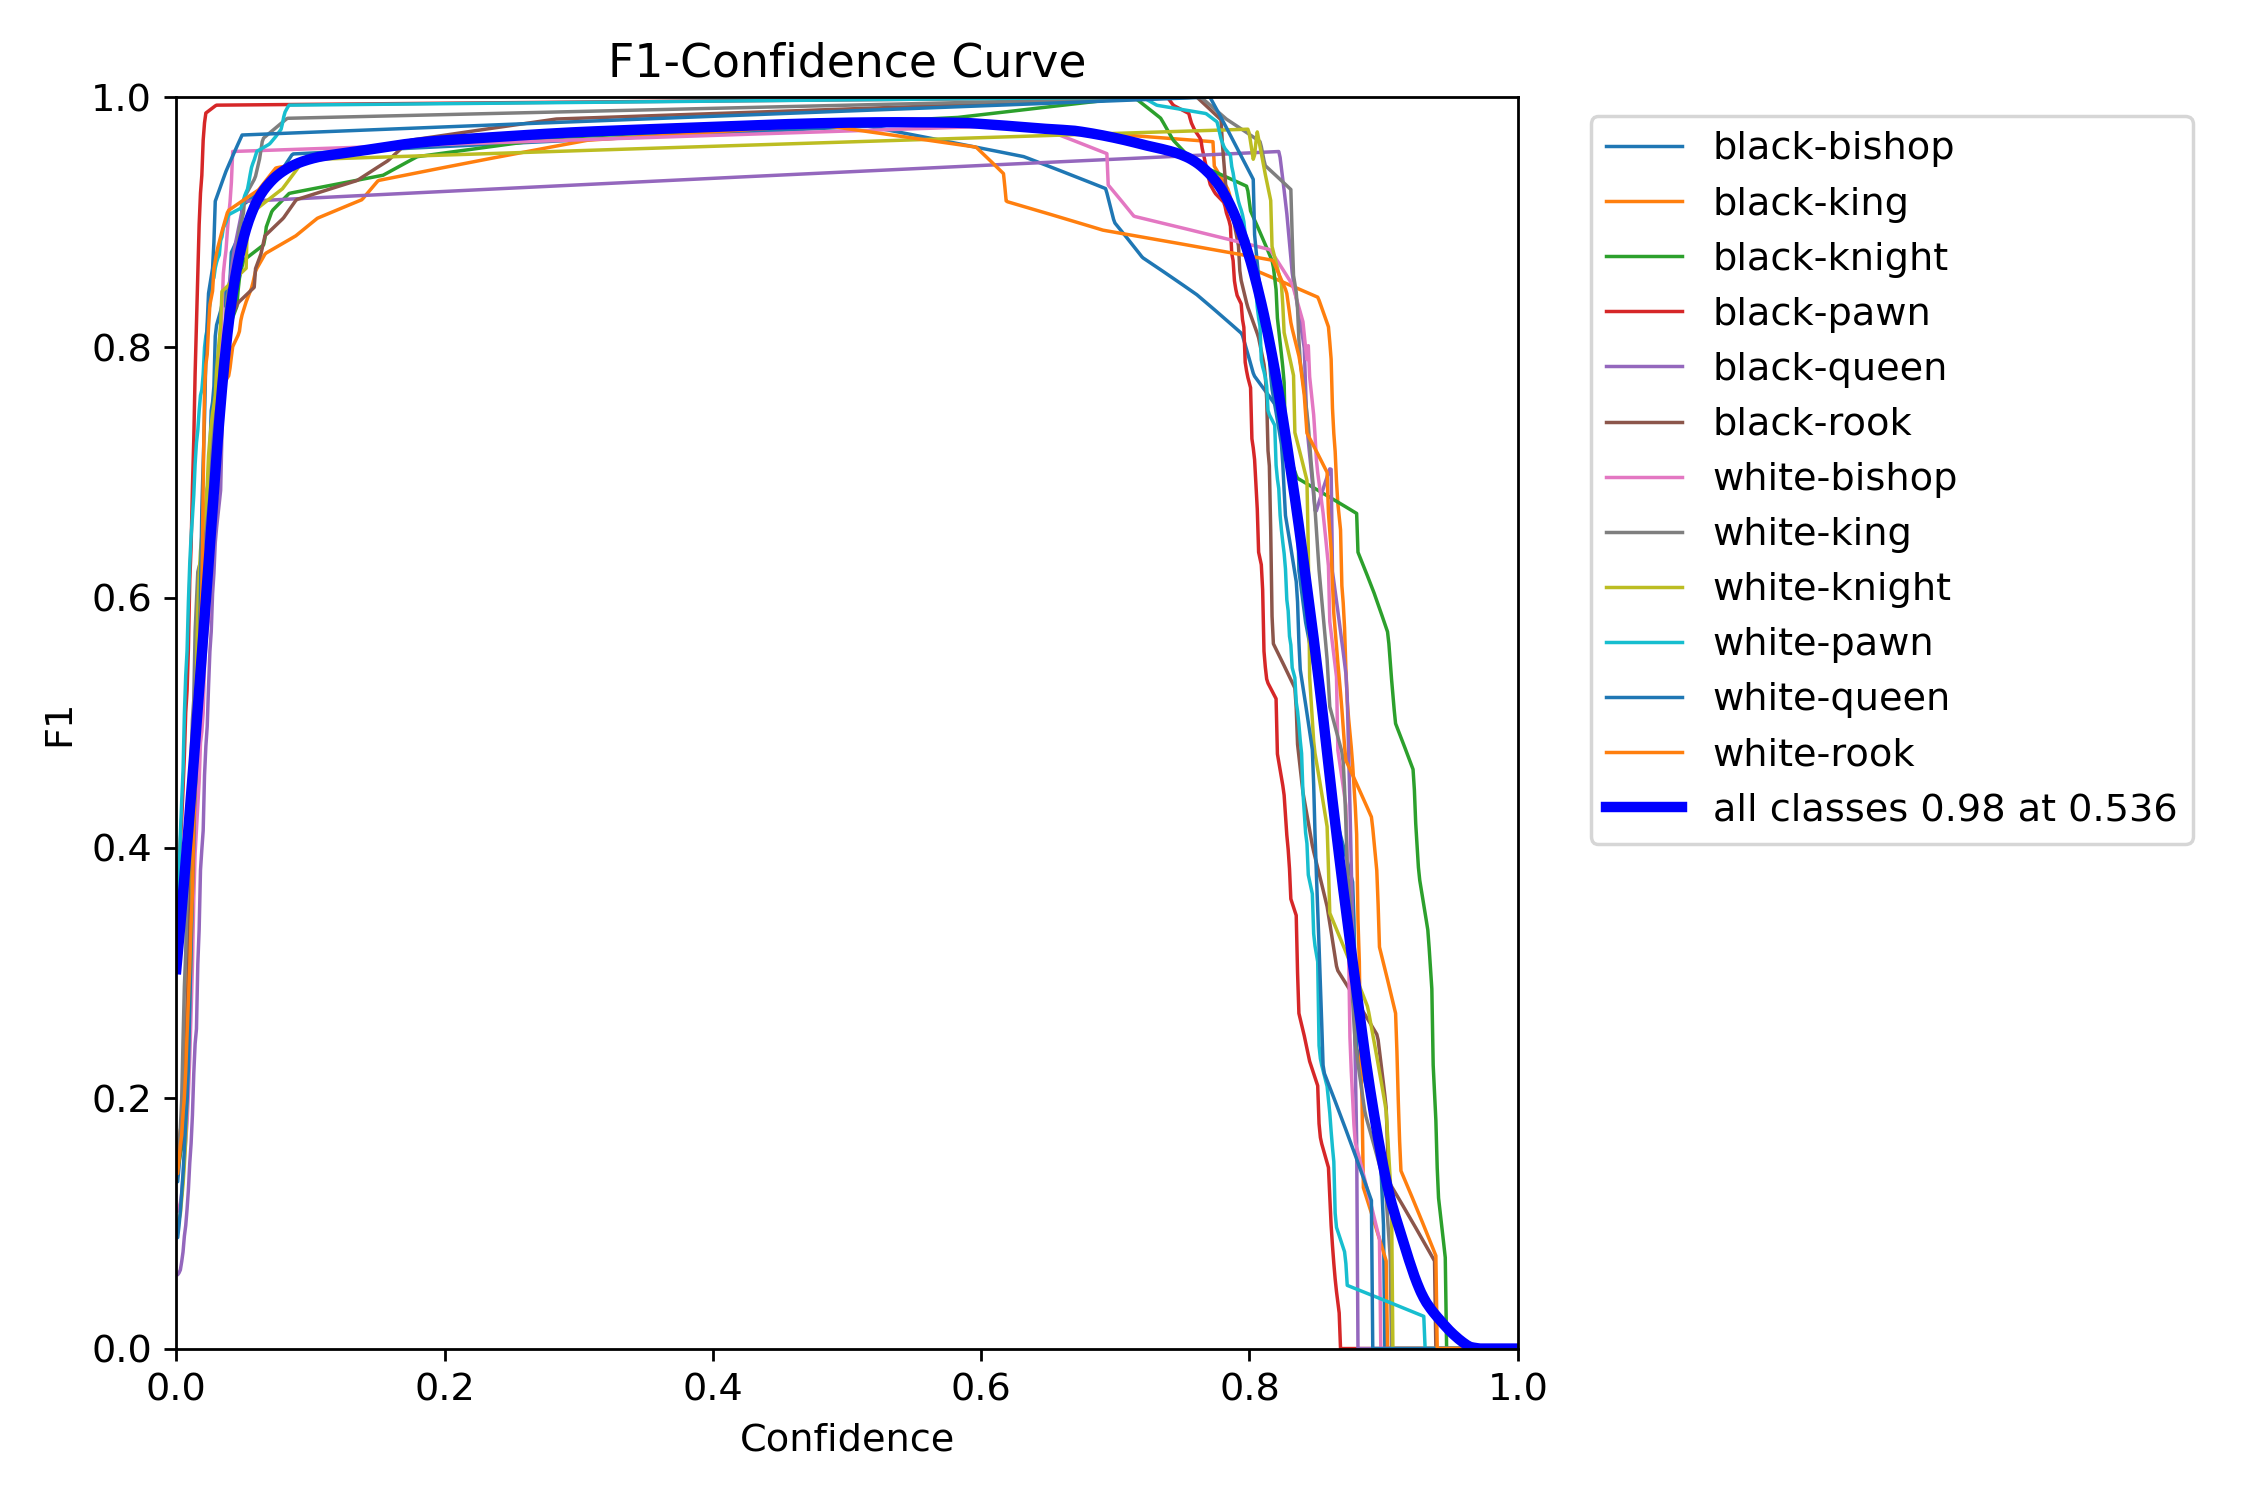 F1-Confidence Curve
1.0
0.8
0.6
0.4
0.2
0.0
F1
0.0 0.2 0.4 0.6 0.8 1.0
Confidence
black-bishop
black-king
black-knight
black-pawn
black-queen
black-rook
white-bishop
white-king
white-knight
white-pawn
white-queen
white-rook
all classes 0.98 at 0.536